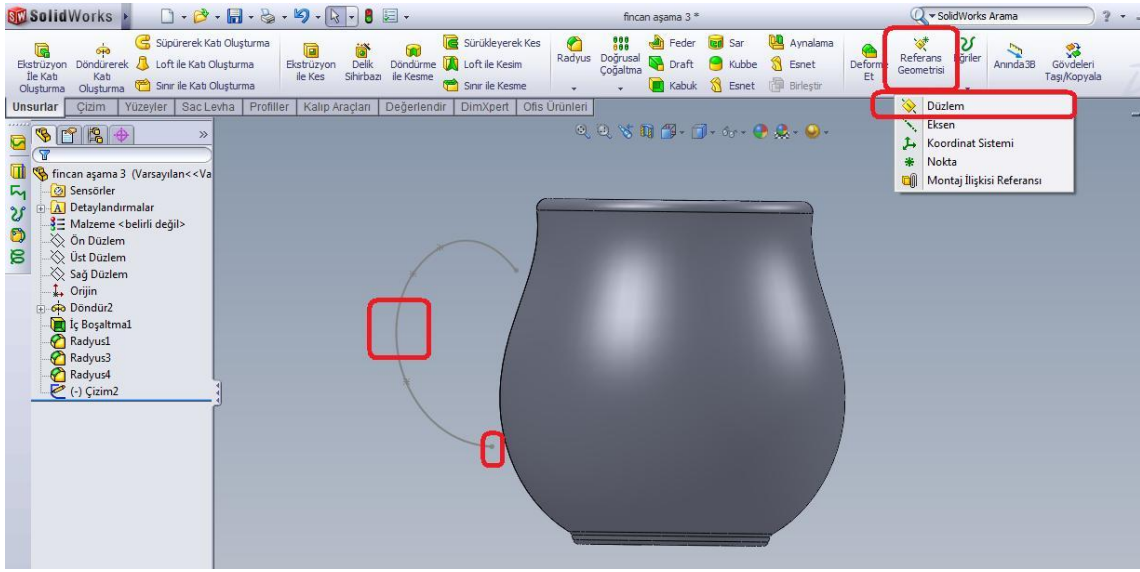 SolidWorks
fincan aşama 3 *
SolidWorks Arama
?
Ekstrüzyon İle Katı Oluşturma
Döndürerek Katı Oluşturma
Süpürerek Katı Oluşturma
Loft ile Katı Oluşturma
Sınır ile Katı Oluşturma
Ekstrüzyon ile Kes
Delik Sihirbazı
Döndürme ile Kesme
Sürükleyerek Kes
Loft ile Kesim
Sınır ile Kesme
Radyus
Doğrusal Çoğaltma
Feder
Draft
Kabuk
Sar
Kubbe
Esnet
Aynalama
Esnet
Birleştir
Deforme Et
Referans Geometrisi
Eğriler
Anında3B
Gövdeleri Taşı/Kopyala
Unsurlar
Çizim
Yüzeyler
Sac Levha
Profiller
Kalıp Araçları
Değerlendir
DimXpert
Ofis Ürünleri
Düzlem
Eksen
Koordinat Sistemi
Nokta
Montaj İlişkisi Referansı
»
fincan aşama 3 (Varsayılan<<Va
Sensörler
A
Detaylandırmalar
Malzeme <belirli değil>
Ön Düzlem
Üst Düzlem
Sağ Düzlem
Orijin
Döndür2
İç Boşaltma1
Radyus1
Radyus3
Radyus4
(-) Çizim2